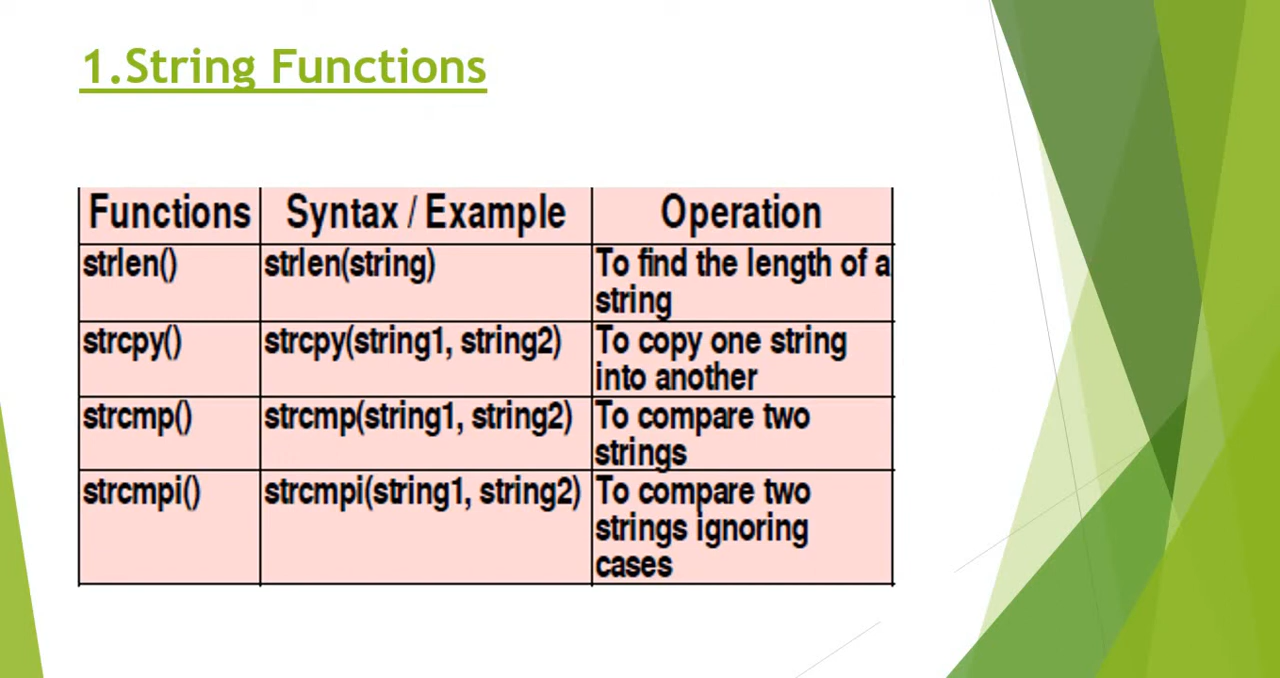 1.String Functions
Functions Syntax / Example Operation
strlen() strlen(string) To find the length of a
string
strcpy() strcpy(string1, string2) To copy one string
into another
strcmp() strcmp(string1, string2) To compare two
strings
strcmpi() strcmpi(string1, string2) To compare two
strings ignoring
cases